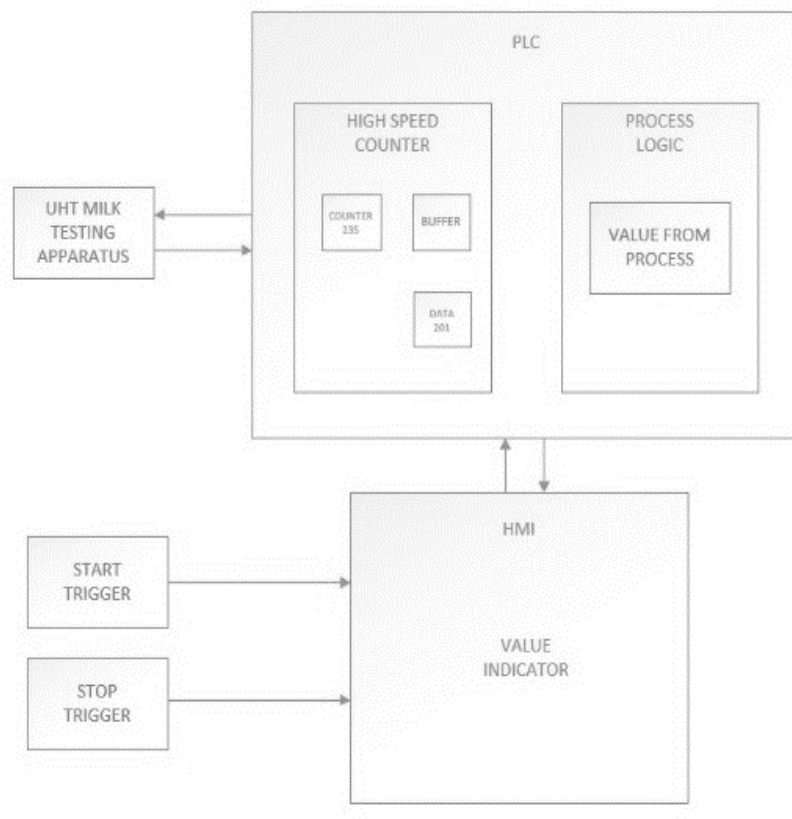 PLC
HIGH SPEED
COUNTER
COUNTER
235
BUFFER
DATA
201
PROCESS
LOGIC
VALUE FROM
PROCESS
UHT MILK
TESTING
APPARATUS
HMI
VALUE
INDICATOR
START
TRIGGER
STOP
TRIGGER